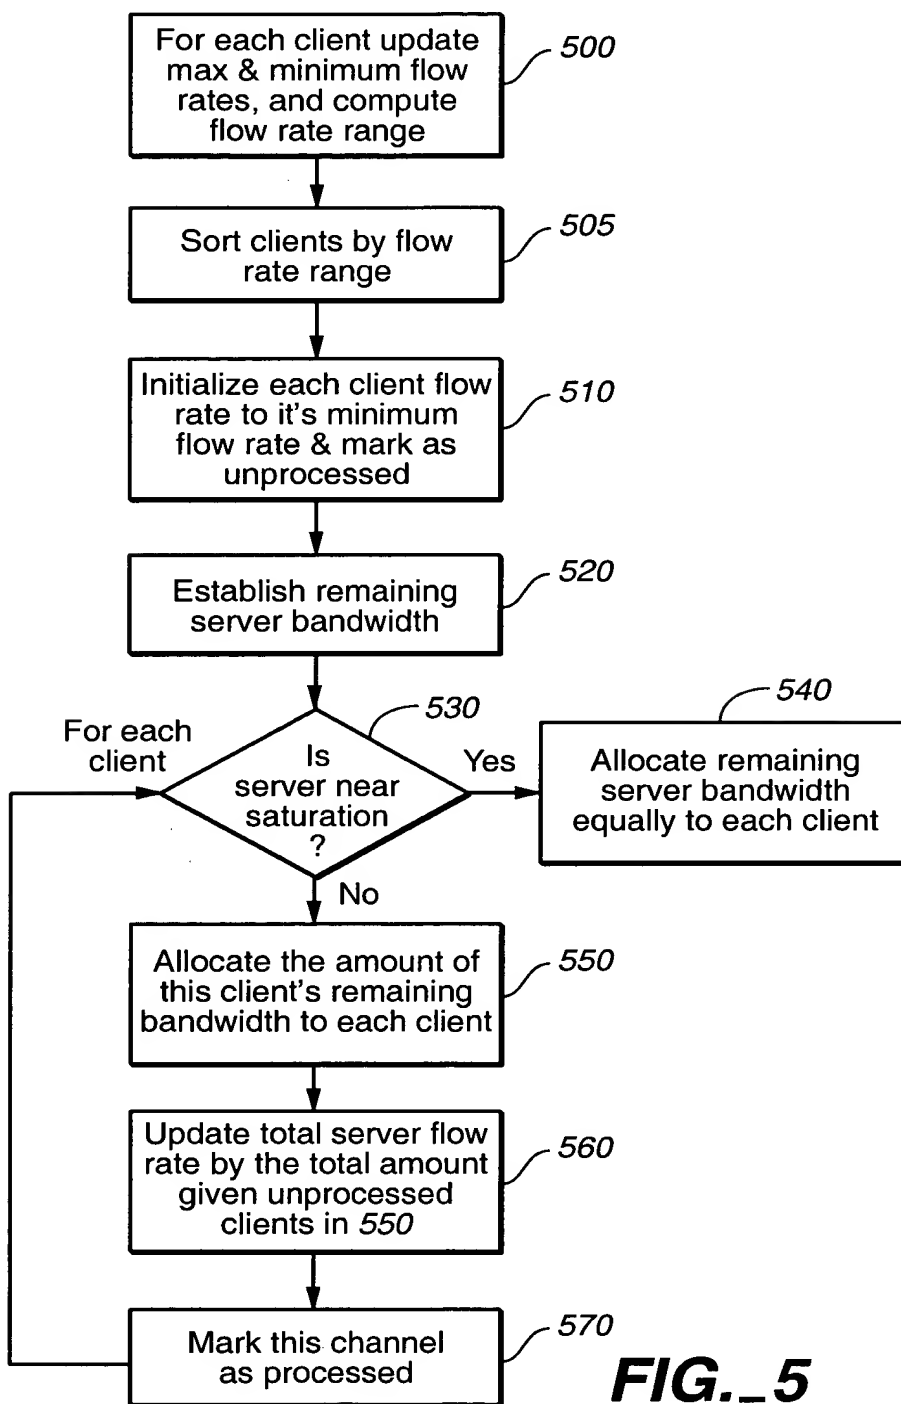 For each client update
max & minimum flow
rates, and compute
flow rate range
500
Sort clients by flow
rate range
505
Initialize each client flow
rate to it's minimum
flow rate & mark as
unprocessed
510
Establish remaining
server bandwidth
520
For each
client
Is
server near
saturation
?
530
Yes
540
Allocate remaining
server bandwidth
equally to each client
No
Allocate the amount of
this client's remaining
bandwidth to each client
550
Update total server flow
rate by the total amount
given unprocessed
clients in 550
560
Mark this channel
as processed
570
FIG._5